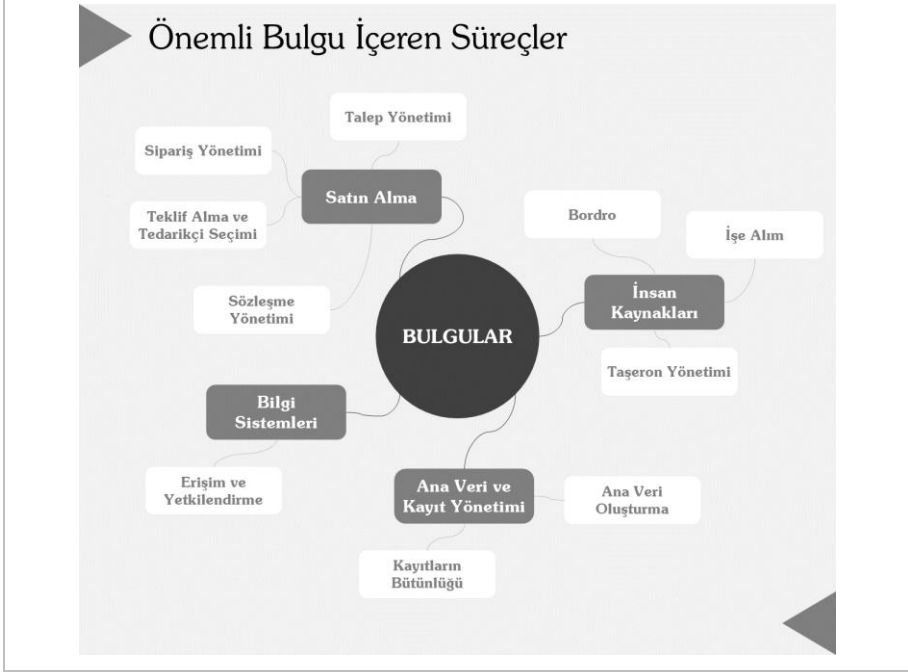 Önemli Bulgu İçeren Süreçler
Talep Yönetimi
Sipariş Yönetimi
Satın Alma
Teklif Alma ve
Tedarikçi Seçimi
Sözleşme
Yönetimi
Bordro
İşe Alım
İnsan
Kaynakları
Taşeron Yönetimi
BULGULAR
Bilgi
Sistemleri
Erişim ve
Yetkilendirme
Ana Veri ve
Kayıt Yönetimi
Ana Veri
Oluşturma
Kayıtların
Bütünlüğü